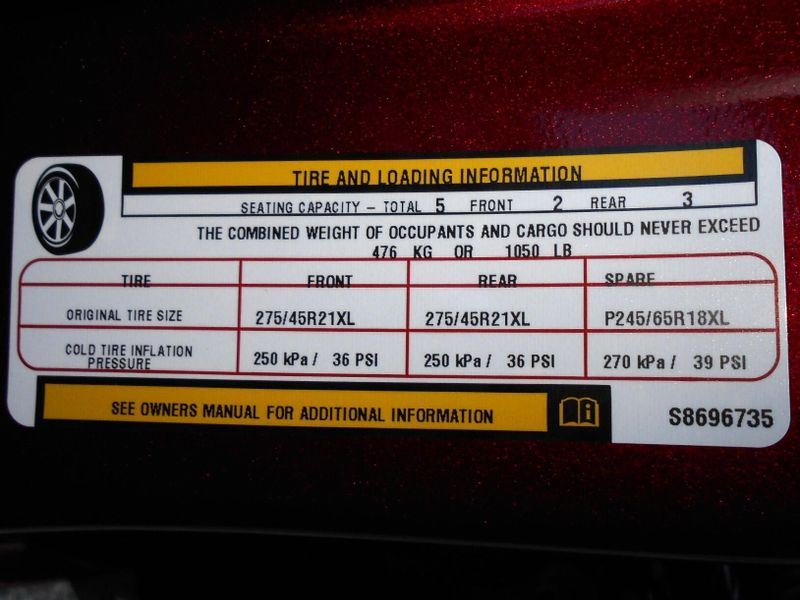 TIRE AND LOADING INFORMATION
SEATING CAPACITY – TOTAL 5 FRONT 2 REAR 3
THE COMBINED WEIGHT OF OCCUPANTS AND CARGO SHOULD NEVER EXCEED
476 KG OR 1050 LB
TIRE FRONT REAR SPARE
ORIGINAL TIRE SIZE 275/45R21XL 275/45R21XL P245/65R18XL
COLD TIRE INFLATION
PRESSURE 250 kPa / 36 PSI 250 kPa / 36 PSI 270 kPa / 39 PSI
SEE OWNERS MANUAL FOR ADDITIONAL INFORMATION
S8696735